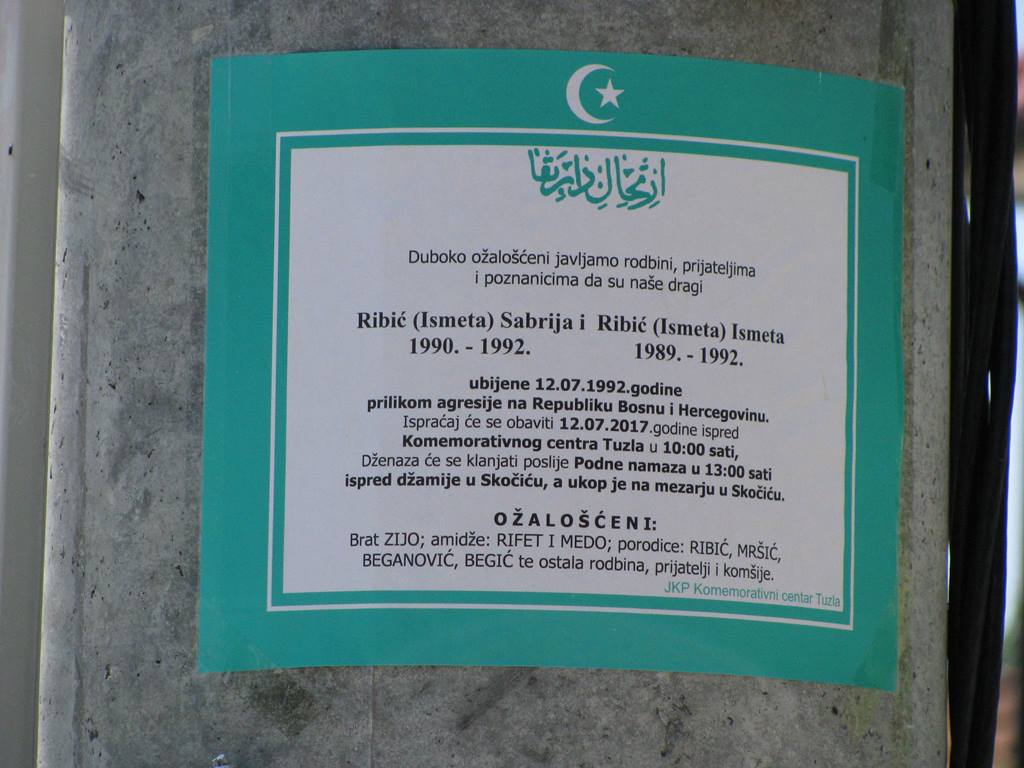 ارتحال دار بقا
Duboko ožalošćeni javljamo rodbini, prijateljima
i poznanicima da su naše dragi
Ribić (Ismeta) Sabrija i Ribić (Ismeta) Ismeta
1990. - 1992. 1989. - 1992.
ubijene 12.07.1992.godine
prilikom agresije na Republiku Bosnu i Hercegovinu.
Ispraćaj će se obaviti 12.07.2017.godine ispred
Komemorativnog centra Tuzla u 10:00 sati,
Dženaza će se klanjati poslije Podne namaza u 13:00 sati
ispred džamije u Skočiću, a ukop je na mezarju u Skočiću.
OŽALOŠĆENI:
Brat ZIJO; amidže: RIFET I MEDO; porodice: RIBIĆ, MRŠIĆ,
BEGANOVIĆ, BEGIĆ te ostala rodbina, prijatelji i komšije.
JKP Komemorativni centar Tuzla